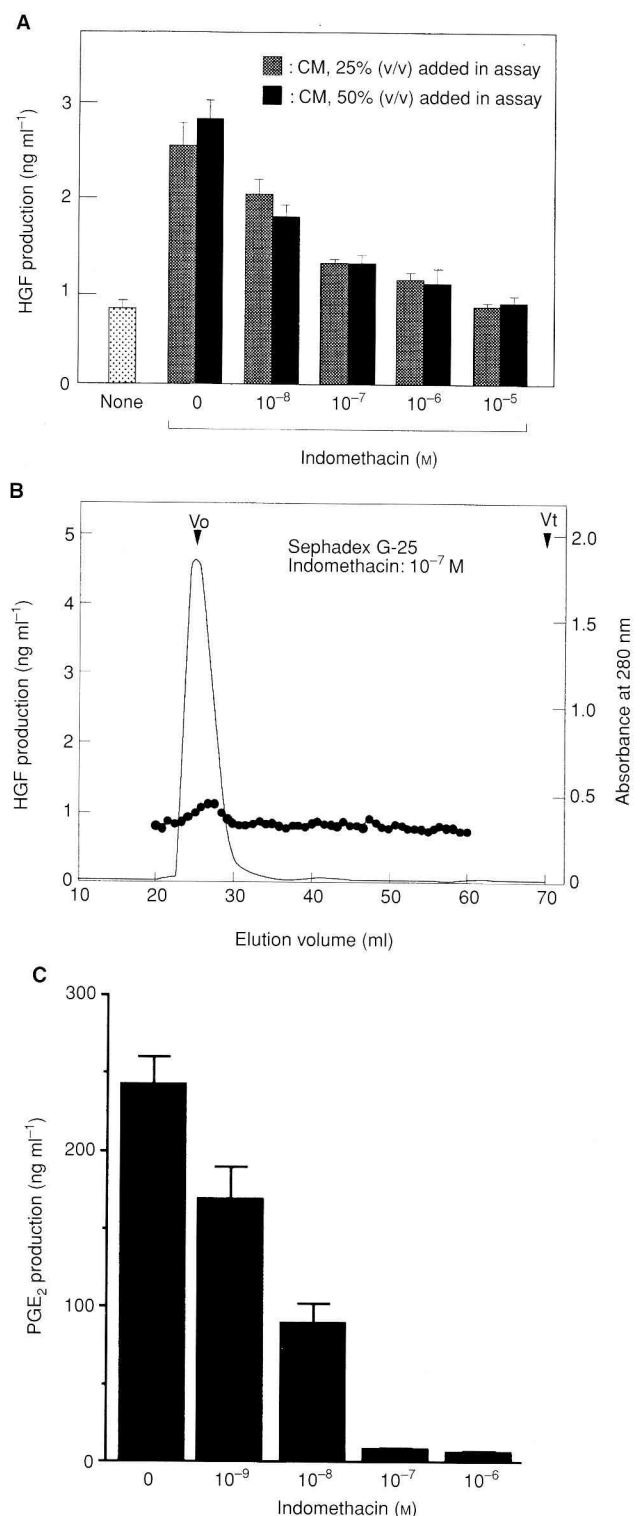 A
: CM, 25% (v/v) added in assay
: CM, 50% (v/v) added in assay
HGF production (ng ml⁻¹)
3
2
1
0
None
0
10⁻⁸
10⁻⁷
10⁻⁶
10⁻⁵
Indomethacin (M)
B
Vo
Vt
Sephadex G-25
Indomethacin: 10⁻⁷ M
HGF production (ng ml⁻¹)
5
4
3
2
1
0
2.0
1.5
1.0
0.5
0
Absorbance at 280 nm
10
20
30
40
50
60
70
Elution volume (ml)
C
PGE₂ production (ng ml⁻¹)
300
200
100
0
0
10⁻⁹
10⁻⁸
10⁻⁷
10⁻⁶
Indomethacin (M)